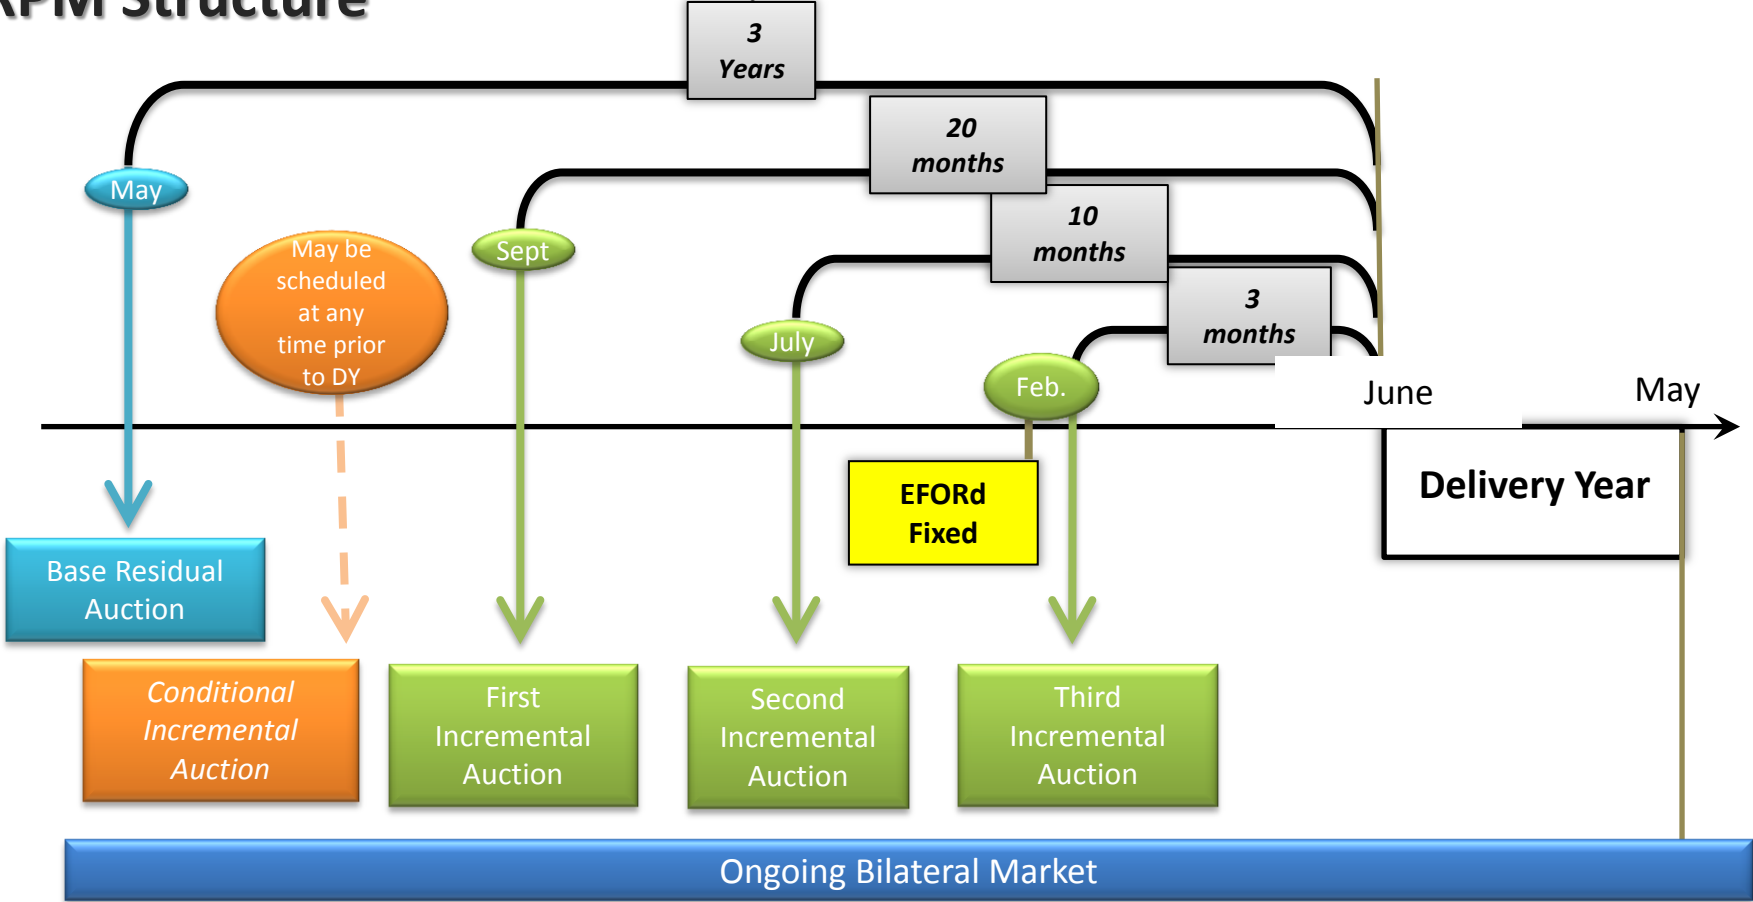 RPM Structure
3
Years
20
months
10
months
3
months
May
Sept
July
Feb.
May be
scheduled
at any
time prior
to DY
June
May
EFORd
Fixed
Delivery Year
Base Residual
Auction
Conditional
Incremental
Auction
First
Incremental
Auction
Second
Incremental
Auction
Third
Incremental
Auction
Ongoing Bilateral Market